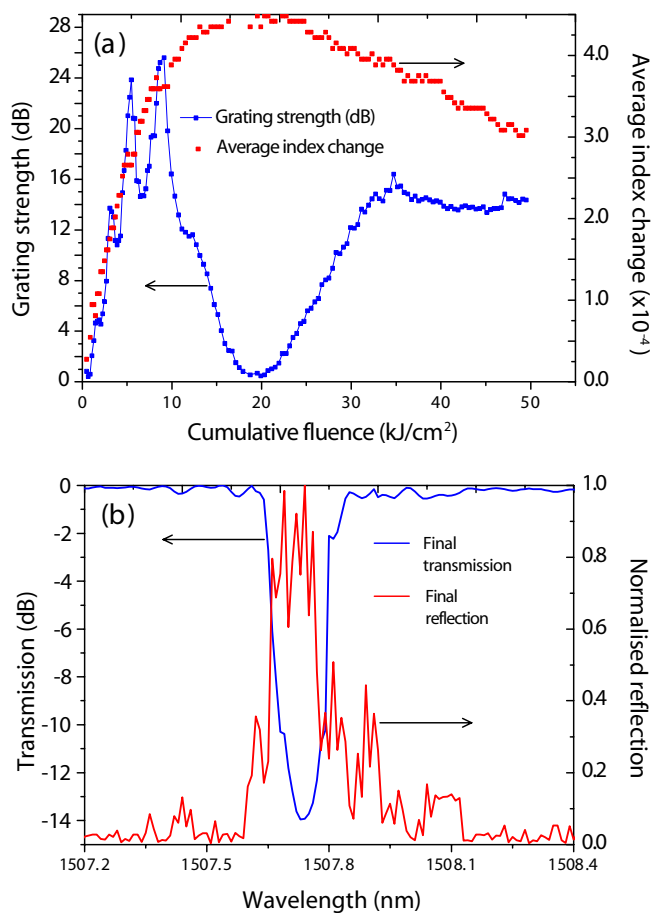 (a)
28
24
20
16
12
8
4
0
Grating strength (dB)
Grating strength (dB)
Average index change
4.0
3.0
2.0
1.0
0.0
Average index
change (x10⁻⁴)
0 10 20 30 40 50
Cumulative fluence (kJ/cm²)
(b)
0
-2
-4
-6
-8
-10
-12
-14
Transmission (dB)
Final
transmission
Final
reflection
1.0
0.8
0.6
0.4
0.2
0.0
Normalised reflection
1507.2 1507.5 1507.8 1508.1 1508.4
Wavelength (nm)